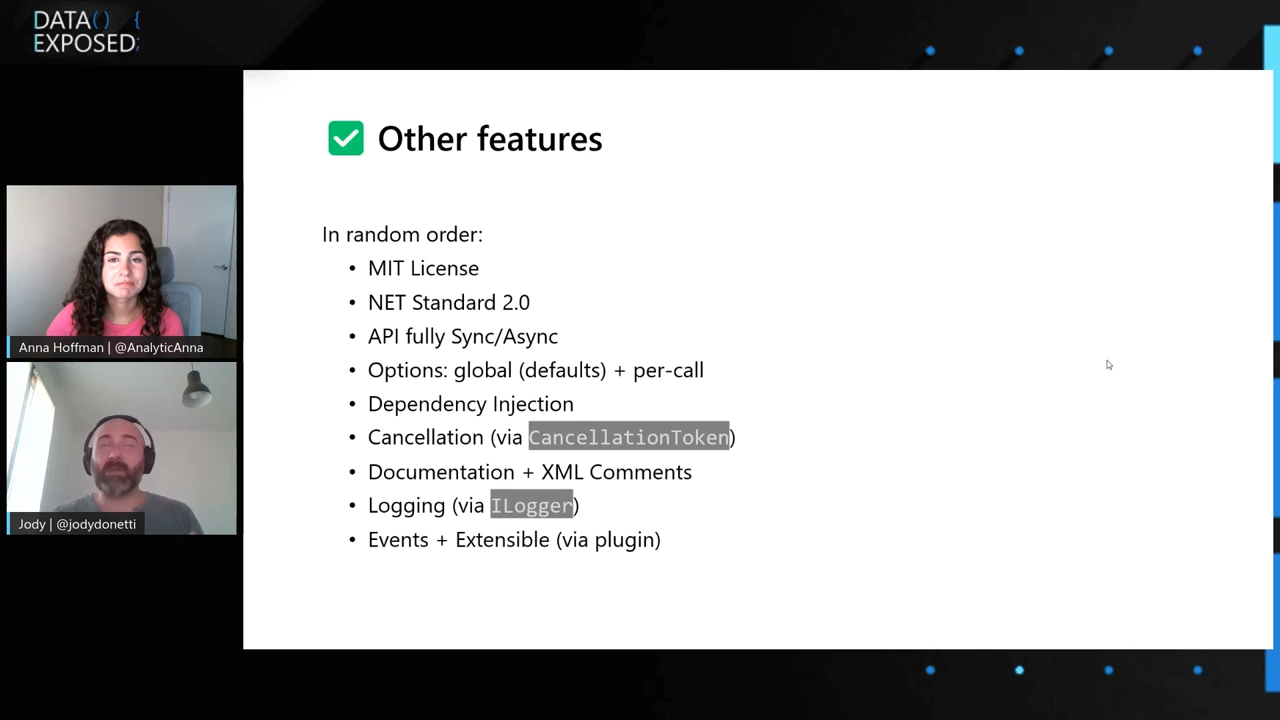 DATA() {
EXPOSED;
✅ Other features
In random order:
• MIT License
• NET Standard 2.0
• API fully Sync/Async
• Options: global (defaults) + per-call
• Dependency Injection
• Cancellation (via CancellationToken)
• Documentation + XML Comments
• Logging (via ILogger)
• Events + Extensible (via plugin)
Anna Hoffman | @AnalyticAnna
Jody | @jodydonetti